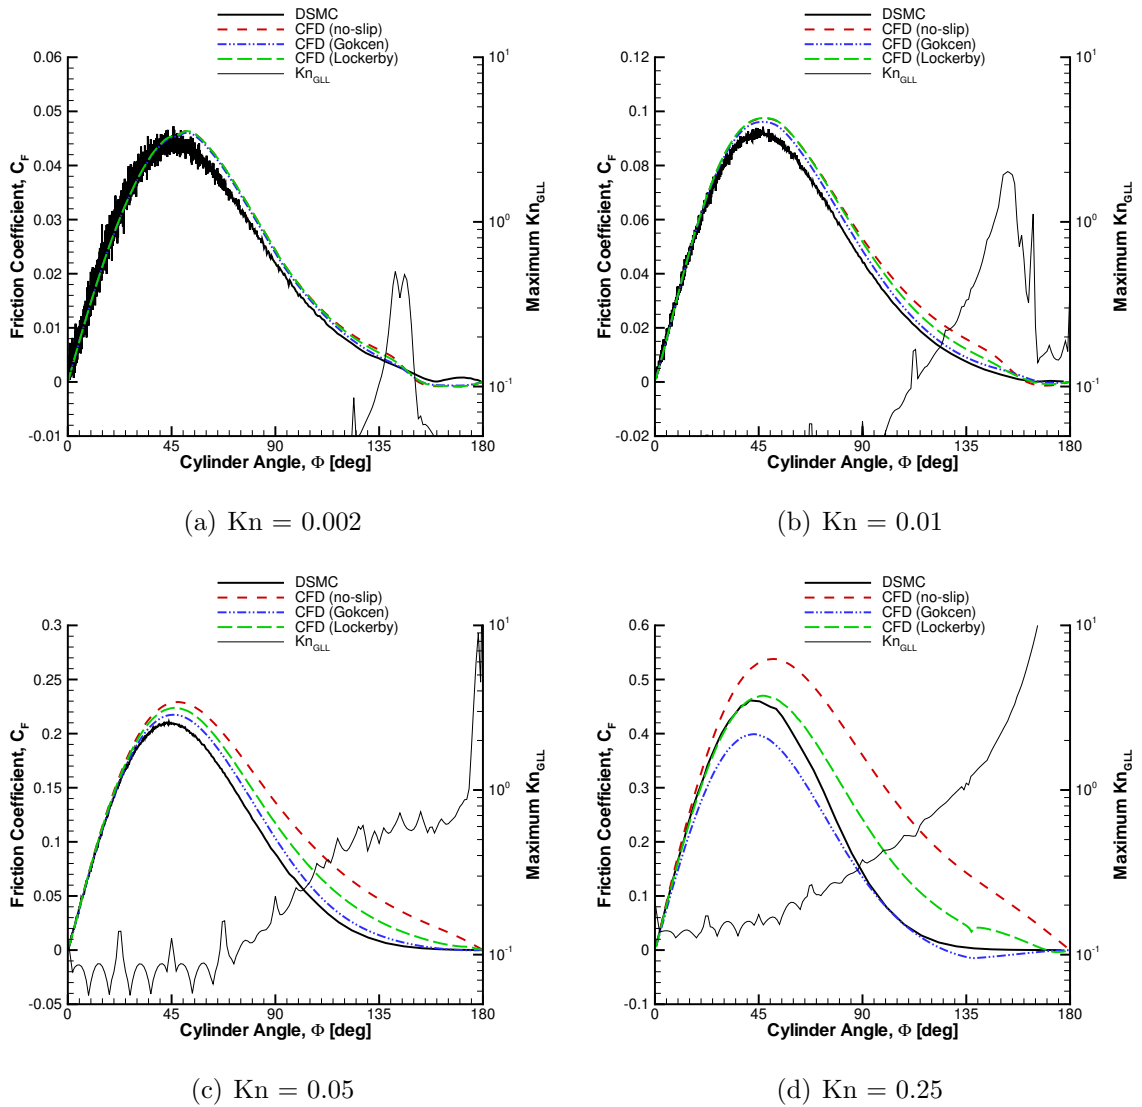 DSMC
CFD (no-slip)
CFD (Gokcen)
CFD (Lockerby)
Kn_GLL
Friction Coefficient, C_F
0.06
0.05
0.04
0.03
0.02
0.01
0
-0.01
0 45 90 135 180
Cylinder Angle, Φ [deg]
10^1
10^0
10^-1
Maximum Kn_GLL
(a) Kn = 0.002
DSMC
CFD (no-slip)
CFD (Gokcen)
CFD (Lockerby)
Kn_GLL
Friction Coefficient, C_F
0.12
0.1
0.08
0.06
0.04
0.02
0
-0.02
0 45 90 135 180
Cylinder Angle, Φ [deg]
10^1
10^0
10^-1
Maximum Kn_GLL
(b) Kn = 0.01
DSMC
CFD (no-slip)
CFD (Gokcen)
CFD (Lockerby)
Kn_GLL
Friction Coefficient, C_F
0.3
0.25
0.2
0.15
0.1
0.05
0
-0.05
0 45 90 135 180
Cylinder Angle, Φ [deg]
10^1
10^0
10^-1
Maximum Kn_GLL
(c) Kn = 0.05
DSMC
CFD (no-slip)
CFD (Gokcen)
CFD (Lockerby)
Kn_GLL
Friction Coefficient, C_F
0.6
0.5
0.4
0.3
0.2
0.1
0
-0.1
0 45 90 135 180
Cylinder Angle, Φ [deg]
10^1
10^0
10^-1
Maximum Kn_GLL
(d) Kn = 0.25